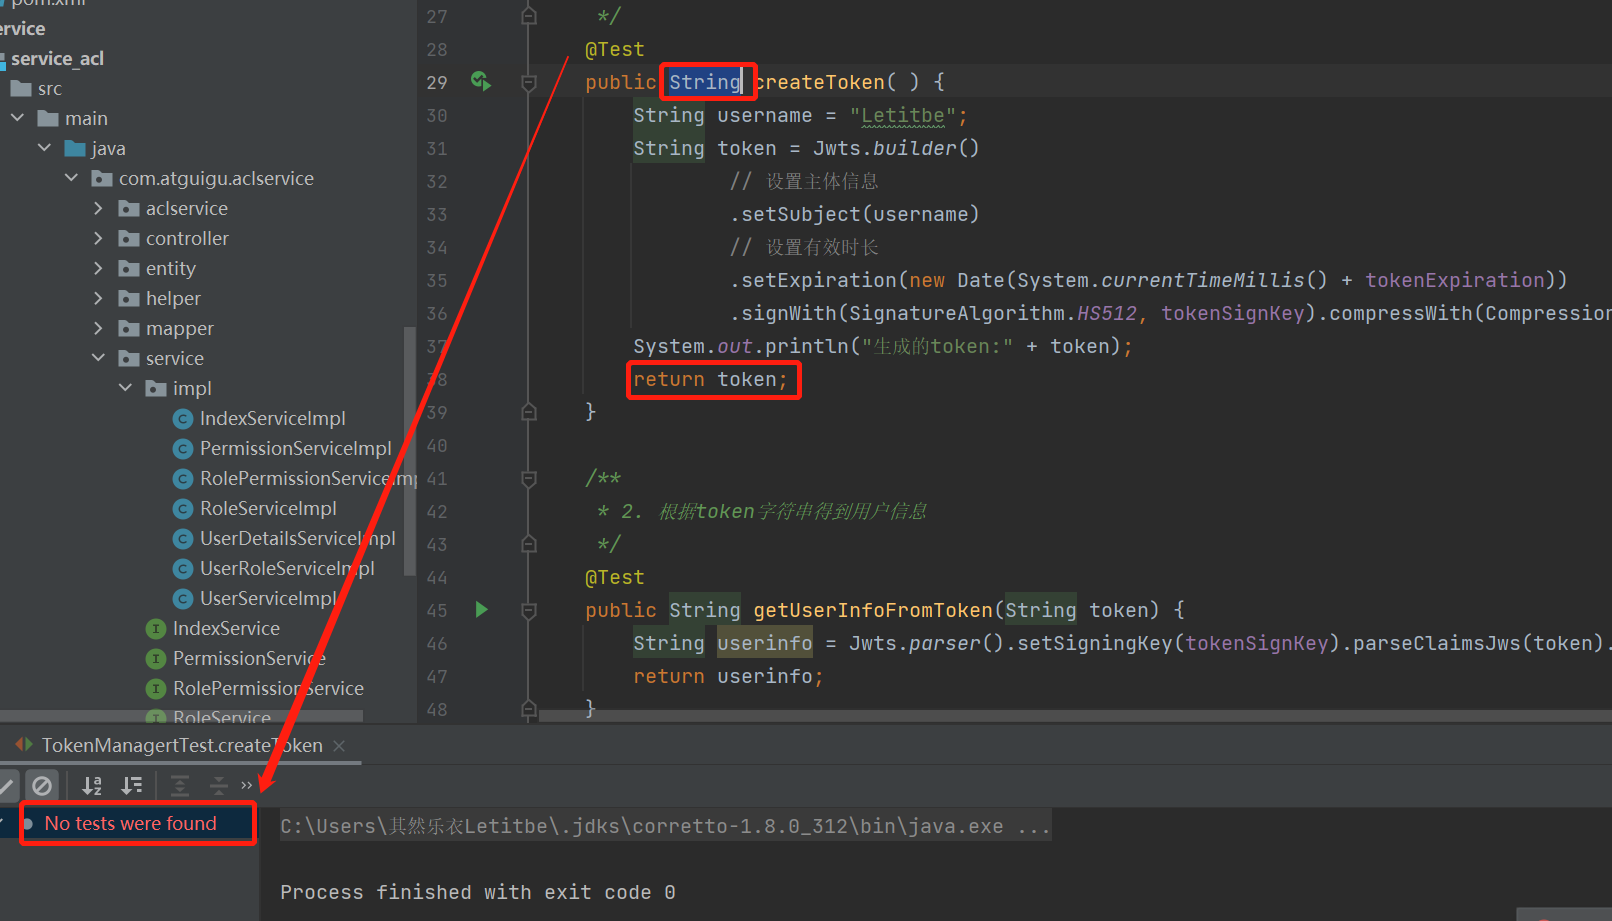 pom.xml
ervice
service_acl
src
main
java
com.atguigu.aclservice
aclservice
controller
entity
helper
mapper
service
impl
IndexServiceImpl
PermissionServiceImpl
RolePermissionServiceImp
RoleServiceImpl
UserDetailsServiceImpl
UserRoleServiceImpl
UserServiceImpl
IndexService
PermissionService
RolePermissionService
RoleService
27 */
28 @Test
29 public String createToken( ) {
30 String username = "Letitbe";
31 String token = Jwts.builder()
32 // 设置主体信息
33 .setSubject(username)
34 // 设置有效时长
35 .setExpiration(new Date(System.currentTimeMillis() + tokenExpiration))
36 .signWith(SignatureAlgorithm.HS512, tokenSignKey).compressWith(Compression
37 System.out.println("生成的token:" + token);
38 return token;
39 }
40
41 /**
42 * 2. 根据token字符串得到用户信息
43 */
44 @Test
45 public String getUserInfoFromToken(String token) {
46 String userinfo = Jwts.parser().setSigningKey(tokenSignKey).parseClaimsJws(token).
47 return userinfo;
48 }
TokenManagertTest.createToken
No tests were found
C:\Users\其然乐衣Letitbe\.jdks\corretto-1.8.0_312\bin\java.exe ...
Process finished with exit code 0